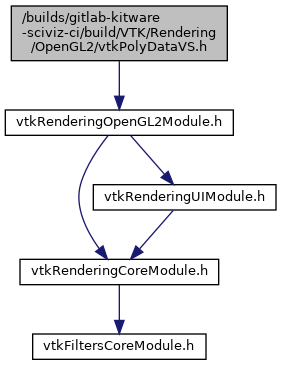 /builds/gitlab-kitware
-sciviz-ci/build/VTK/Rendering
/OpenGL2/vtkPolyDataVS.h
vtkRenderingOpenGL2Module.h
vtkRenderingUIModule.h
vtkRenderingCoreModule.h
vtkFiltersCoreModule.h